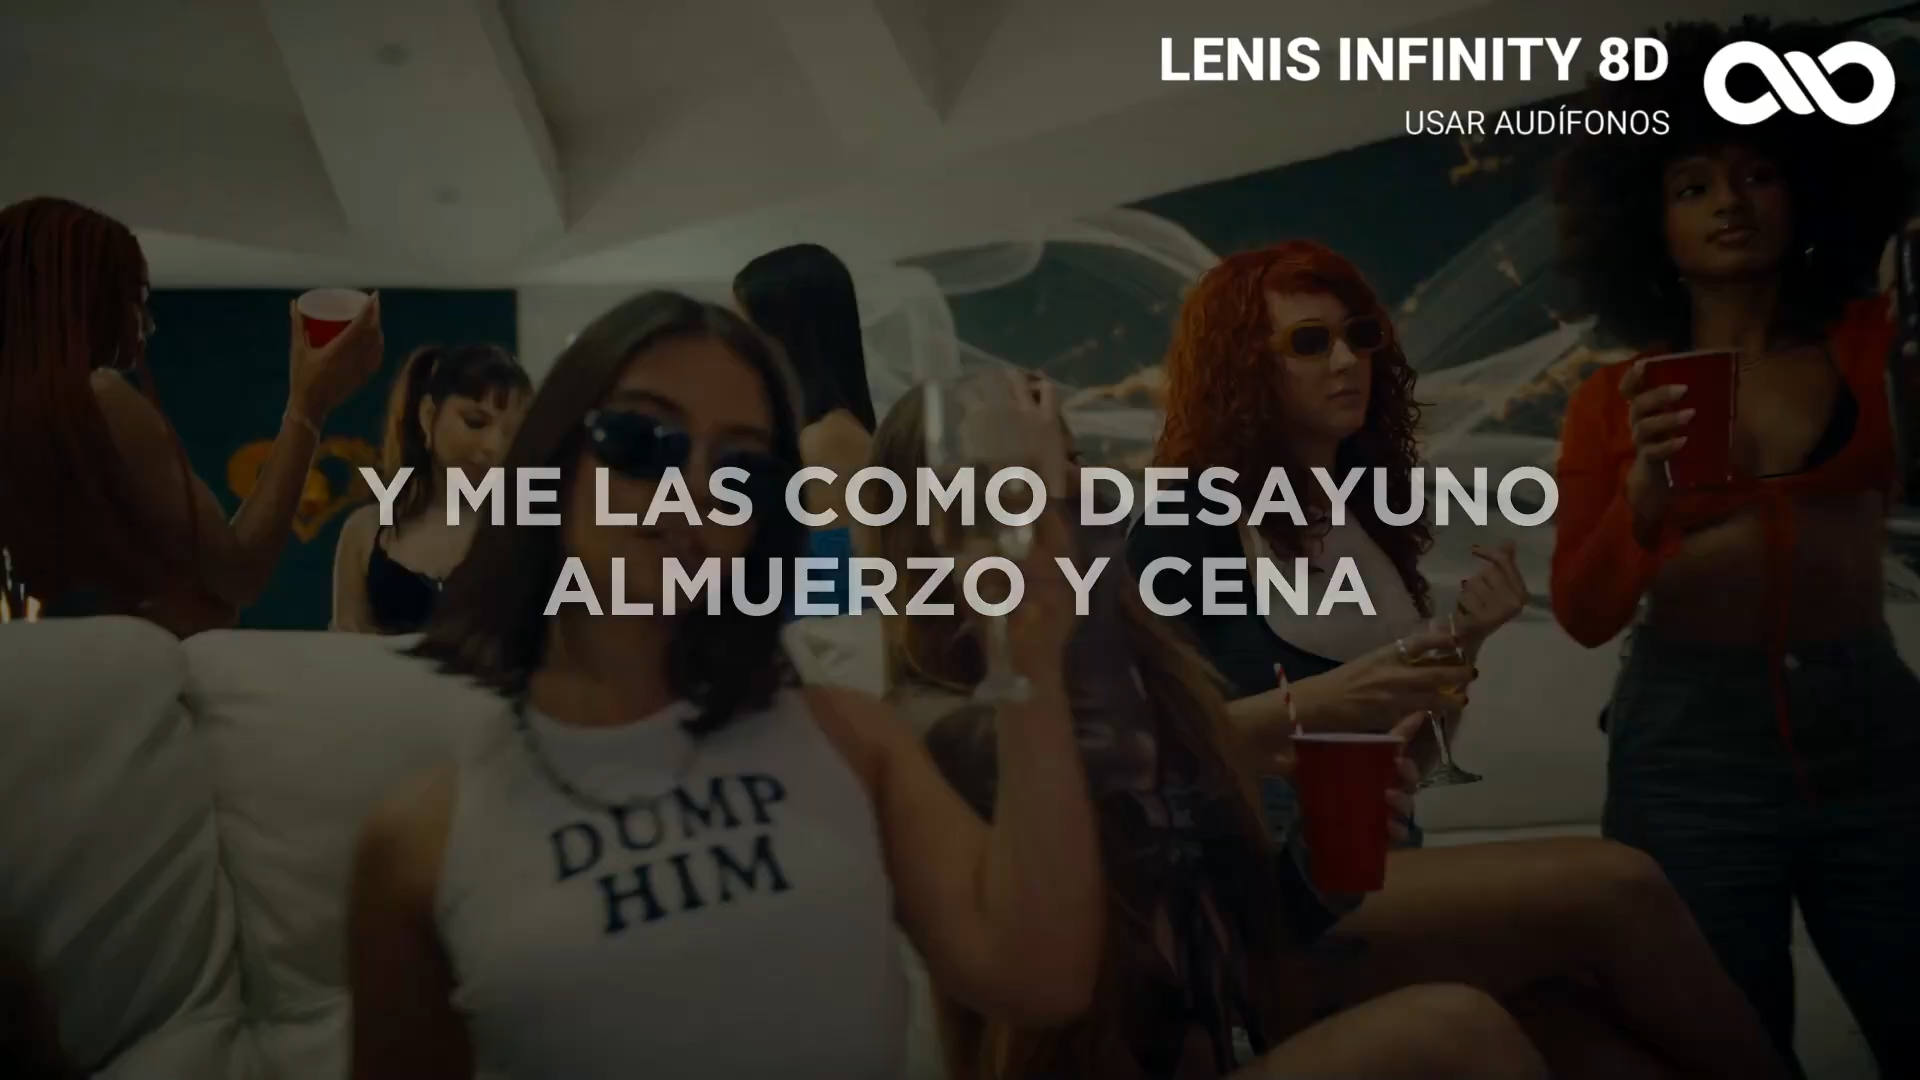 LENIS INFINITY 8D
USAR AUDÍFONOS
Y ME LAS COMO DESAYUNO
ALMUERZO Y CENA
DUMP
HIM